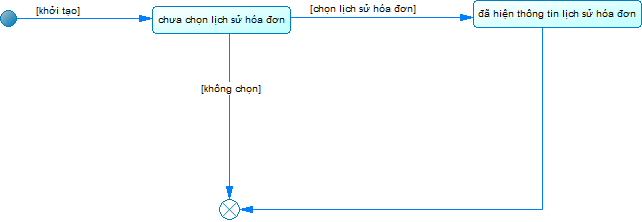 [khởi tạo]
chưa chọn lịch sử hóa đơn
[chọn lịch sử hóa đơn]
đã hiện thông tin lịch sử hóa đơn
[không chọn]